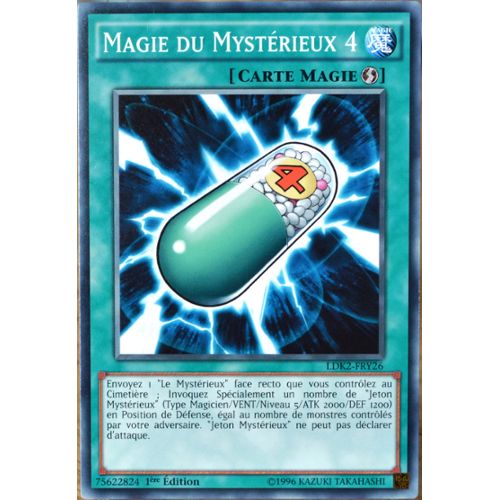 MAGIE DU MYSTÉRIEUX 4
MAGIE
魔
[CARTE MAGIE]
4
LDK2-FRY26
Envoyez 1 "Le Mystérieux" face recto que vous contrôlez au
Cimetière ; Invoquez Spécialement un nombre de "Jeton
Mystérieux" (Type Magicien/VENT/Niveau 5/ATK 2000/DEF 1200)
en Position de Défense, égal au nombre de monstres contrôlés
par votre adversaire. "Jeton Mystérieux" ne peut pas déclarer
d'attaque.
75622824 1ère Édition ©1996 KAZUKI TAKAHASHI